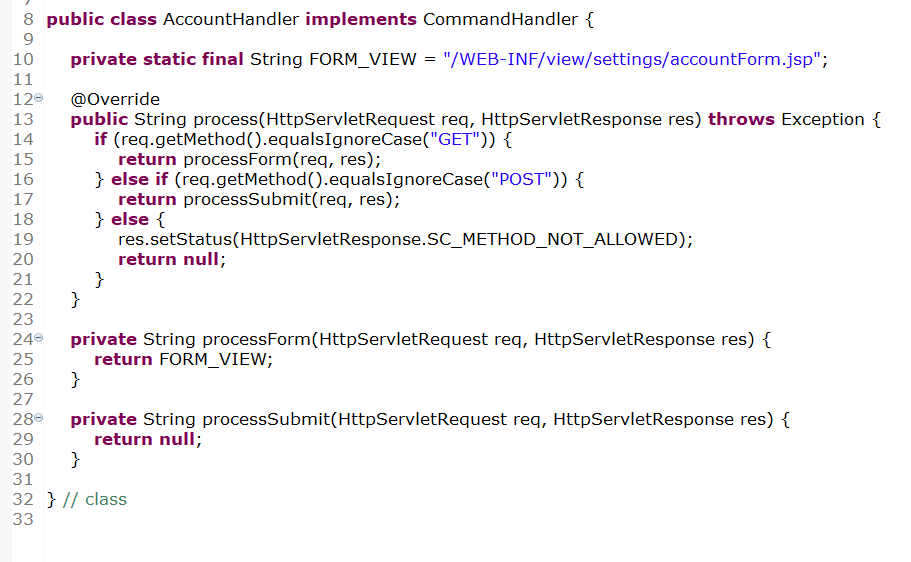 8 public class AccountHandler implements CommandHandler {
9
10 private static final String FORM_VIEW = "/WEB-INF/view/settings/accountForm.jsp";
11
12 @Override
13 public String process(HttpServletRequest req, HttpServletResponse res) throws Exception {
14 if (req.getMethod().equalsIgnoreCase("GET")) {
15 return processForm(req, res);
16 } else if (req.getMethod().equalsIgnoreCase("POST")) {
17 return processSubmit(req, res);
18 } else {
19 res.setStatus(HttpServletResponse.SC_METHOD_NOT_ALLOWED);
20 return null;
21 }
22 }
23
24 private String processForm(HttpServletRequest req, HttpServletResponse res) {
25 return FORM_VIEW;
26 }
27
28 private String processSubmit(HttpServletRequest req, HttpServletResponse res) {
29 return null;
30 }
31
32 } // class
33